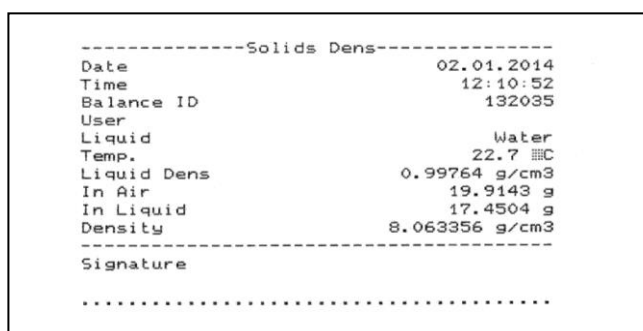 --------------Solids Dens---------------
Date 02.01.2014
Time 12:10:52
Balance ID 132035
User
Liquid Water
Temp. 22.7 𝍖C
Liquid Dens 0.99764 g/cm3
In Air 19.9143 g
In Liquid 17.4504 g
Density 8.063356 g/cm3
----------------------------------------
Signature
........................................